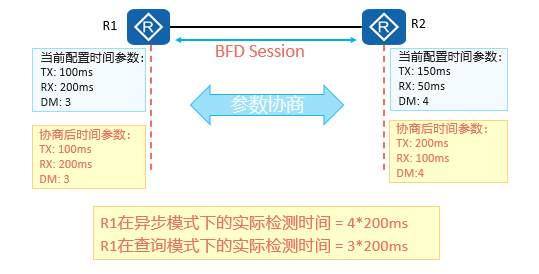 R1
R2
BFD Session
当前配置时间参数:
TX: 100ms
RX: 200ms
DM: 3
当前配置时间参数:
TX: 150ms
RX: 50ms
DM: 4
参数协商
协商后时间参数:
TX: 100ms
RX: 200ms
DM: 3
协商后时间参数:
TX: 200ms
RX: 100ms
DM:4
R1在异步模式下的实际检测时间 = 4*200ms
R1在查询模式下的实际检测时间 = 3*200ms